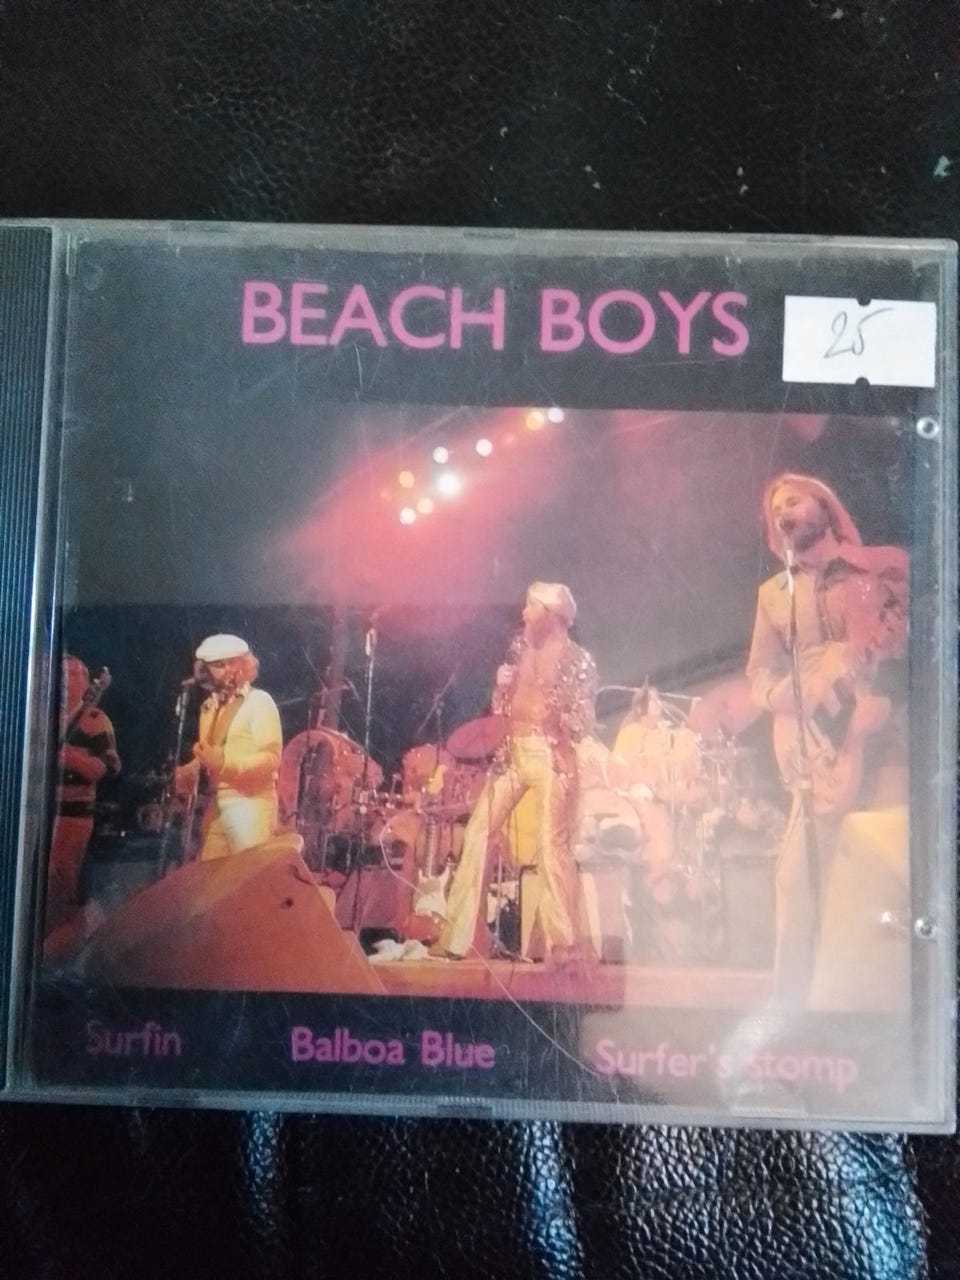 BEACH BOYS
25
Surfin Balboa Blue Surfer's stomp